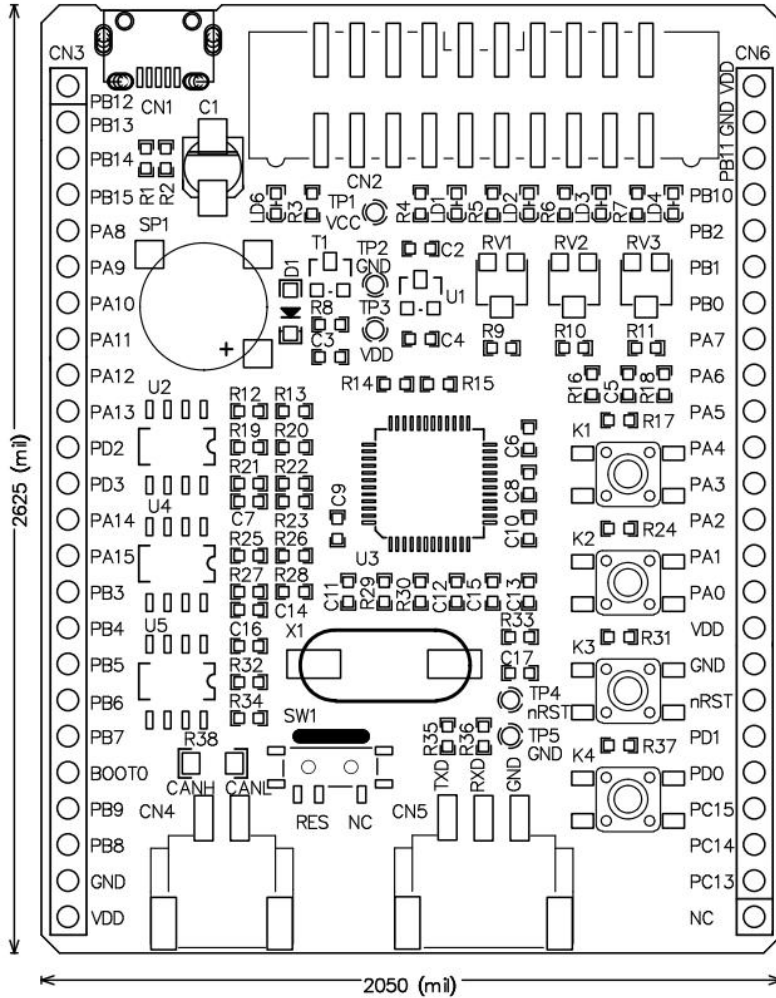 CN3
CN1
C1
CN6
VDD
GND
PB11
PB12
PB13
PB14
PB15
PA8
PA9
PA10
PA11
PA12
PA13
PD2
PD3
PA14
PA15
PB3
PB4
PB5
PB6
PB7
BOOT0
PB9
PB8
GND
VDD
R1
R2
CN2
LD6
R3
TP1
VCC
R4
LD1
R5
LD2
R6
LD3
R7
LD4
SP1
D1
T1
TP2
GND
C2
U1
RV1
RV2
RV3
R8
TP3
VDD
C3
C4
R9
R10
R11
R14
R15
R16
C5
R18
R17
U2
R12
R13
R19
R20
R21
R22
C7
R23
C9
C6
C8
C10
K1
U4
R25
R26
R27
R28
C14
U3
C11
R29
R30
C12
C15
C13
R24
K2
U5
C16
R32
R34
X1
R33
C17
R31
K3
TP4
nRST
TP5
GND
SW1
R35
R36
R37
K4
R38
CANH
CANL
CN4
RES
NC
CN5
TXD
RXD
GND
PB10
PB2
PB1
PB0
PA7
PA6
PA5
PA4
PA3
PA2
PA1
PA0
VDD
GND
nRST
PD1
PD0
PC15
PC14
PC13
NC
+
2625 (mil)
2050 (mil)